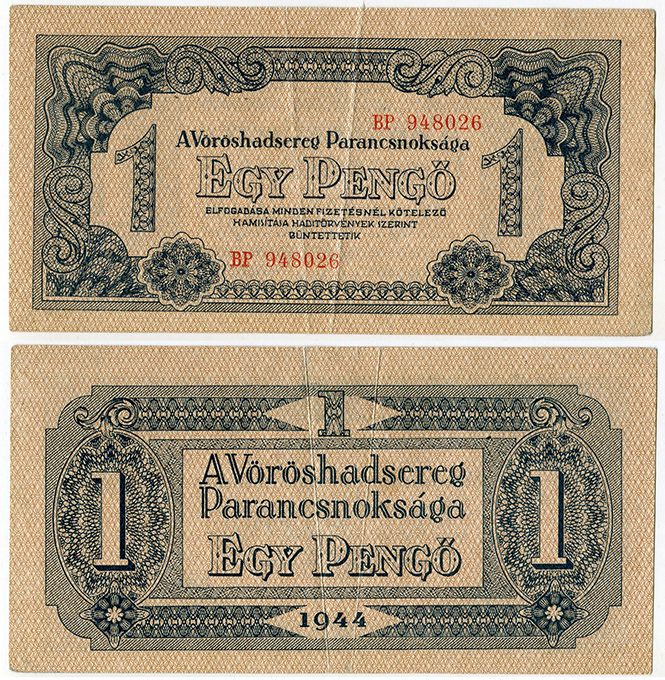 BP 948026
1 1
A Vöröshadsereg Parancsnoksága
EGY PENGŐ
ELFOGADÁSA MINDEN FIZETÉSNÉL KÖTELEZŐ
HAMISÍTÁSA HADITÖRVÉNYEK SZERINT
BÜNTETTETIK
BP 948026
1
1 1
A Vöröshadsereg
Parancsnoksága
EGY PENGŐ
1944